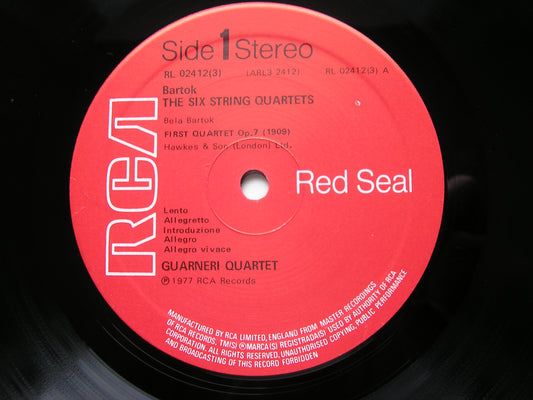 Side 1 Stereo
RL 02412(3) (ARL3 2412) RL 02412(3) A
Bartok
THE SIX STRING QUARTETS
Bela Bartok
FIRST QUARTET Op.7 (1909)
Hawkes & Son (London) Ltd.
RCA
Red Seal
Lento
Allegretto
Introduzione
Allegro
Allegro vivace
GUARNERI QUARTET
℗ 1977 RCA Records
MANUFACTURED BY RCA LIMITED, ENGLAND FROM MASTER RECORDINGS
OF RCA RECORDS, TM(S) ® MARCA(S) REGISTRADA(S) USED BY AUTHORITY OF RCA
CORPORATION. ALL RIGHTS RESERVED. UNAUTHORISED COPYING PUBLIC PERFORMANCE
AND BROADCASTING OF THIS RECORD FORBIDDEN